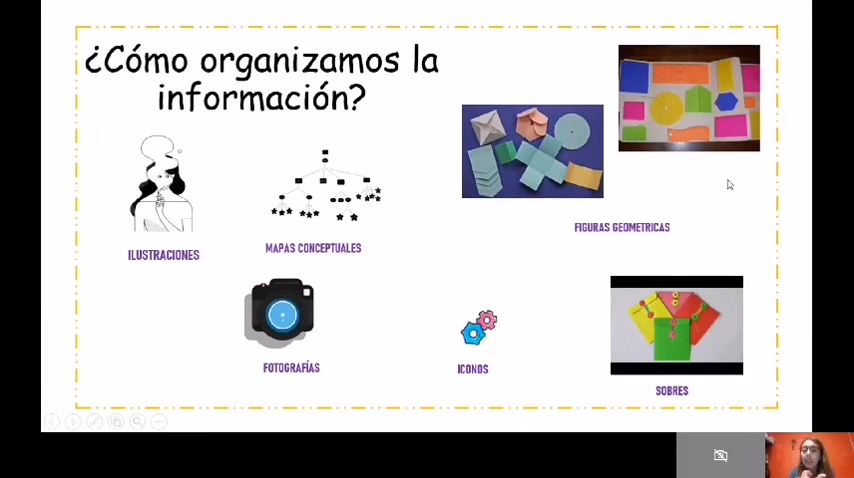 ¿Cómo organizamos la
información?
ILUSTRACIONES
MAPAS CONCEPTUALES
FIGURAS GEOMETRICAS
FOTOGRAFÍAS
ICONOS
SOBRES